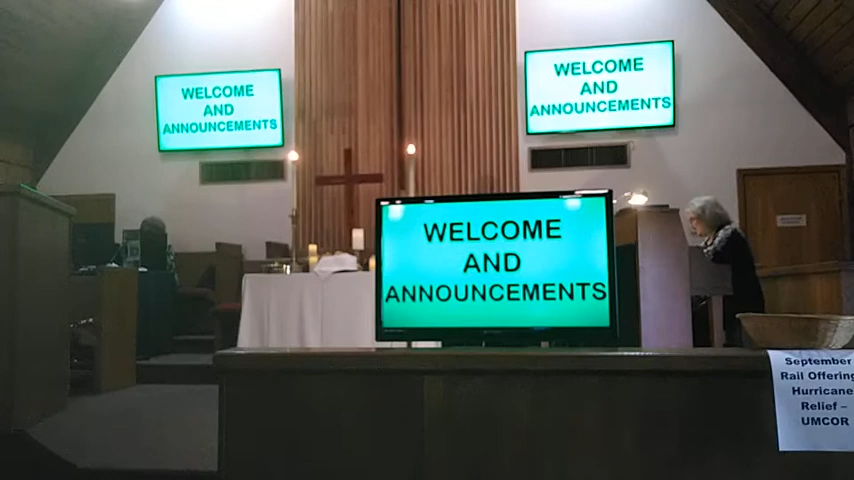 WELCOME
AND
ANNOUNCEMENTS
WELCOME
AND
ANNOUNCEMENTS
WELCOME
AND
ANNOUNCEMENTS
September
Rail Offering
Hurricane
Relief –
UMCOR